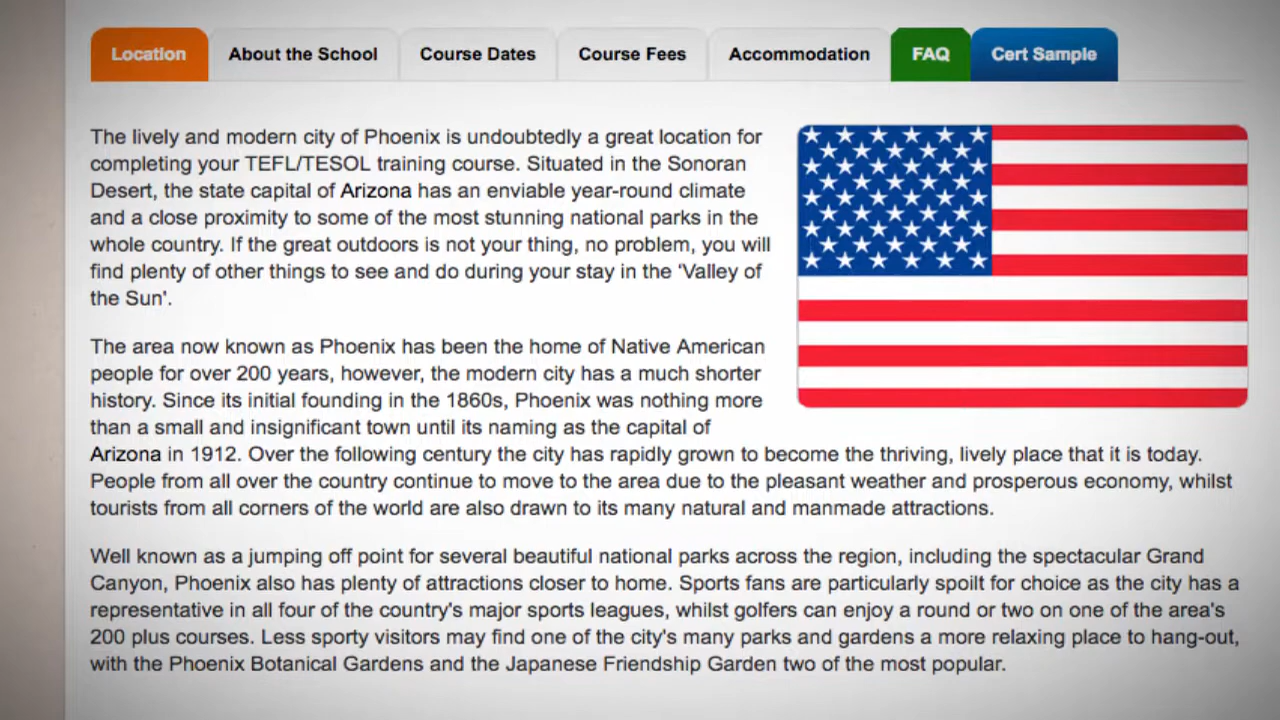 Location
About the School
Course Dates
Course Fees
Accommodation
FAQ
Cert Sample
The lively and modern city of Phoenix is undoubtedly a great location for
completing your TEFL/TESOL training course. Situated in the Sonoran
Desert, the state capital of Arizona has an enviable year-round climate
and a close proximity to some of the most stunning national parks in the
whole country. If the great outdoors is not your thing, no problem, you will
find plenty of other things to see and do during your stay in the 'Valley of
the Sun'.
The area now known as Phoenix has been the home of Native American
people for over 200 years, however, the modern city has a much shorter
history. Since its initial founding in the 1860s, Phoenix was nothing more
than a small and insignificant town until its naming as the capital of
Arizona in 1912. Over the following century the city has rapidly grown to become the thriving, lively place that it is today.
People from all over the country continue to move to the area due to the pleasant weather and prosperous economy, whilst
tourists from all corners of the world are also drawn to its many natural and manmade attractions.
Well known as a jumping off point for several beautiful national parks across the region, including the spectacular Grand
Canyon, Phoenix also has plenty of attractions closer to home. Sports fans are particularly spoilt for choice as the city has a
representative in all four of the country's major sports leagues, whilst golfers can enjoy a round or two on one of the area's
200 plus courses. Less sporty visitors may find one of the city's many parks and gardens a more relaxing place to hang-out,
with the Phoenix Botanical Gardens and the Japanese Friendship Garden two of the most popular.